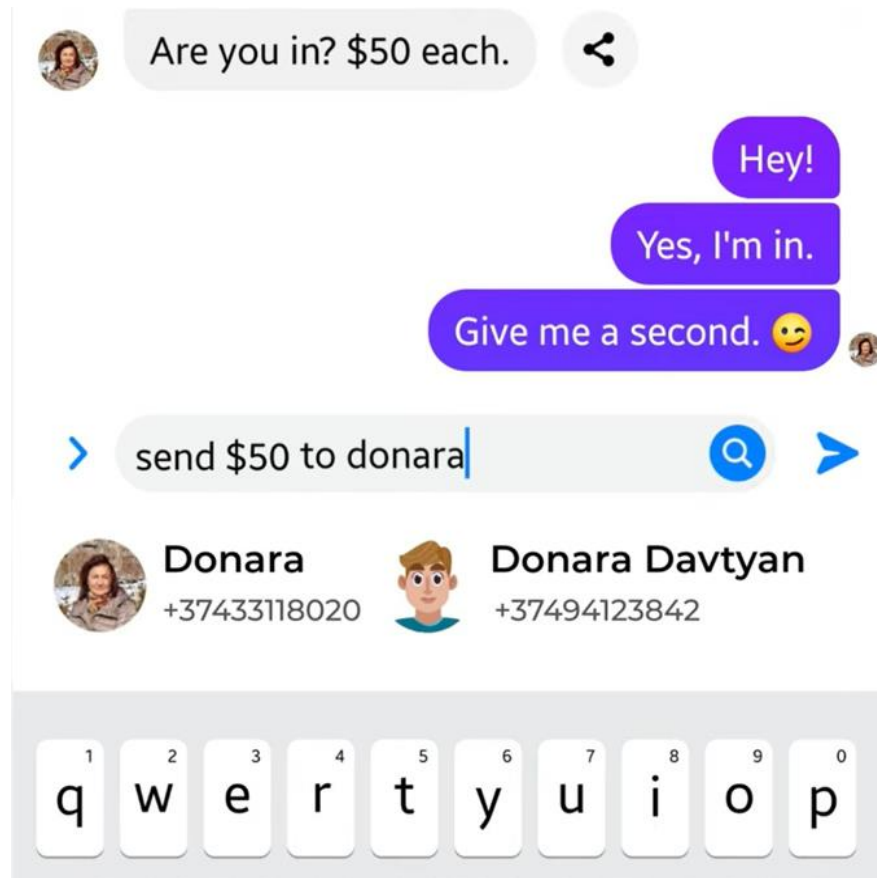 Are you in? $50 each.
Hey!
Yes, I'm in.
Give me a second. 😉
send $50 to donara
Donara Donara Davtyan
+37433118020 +37494123842
1 2 3 4 5 6 7 8 9 0
q w e r t y u i o p